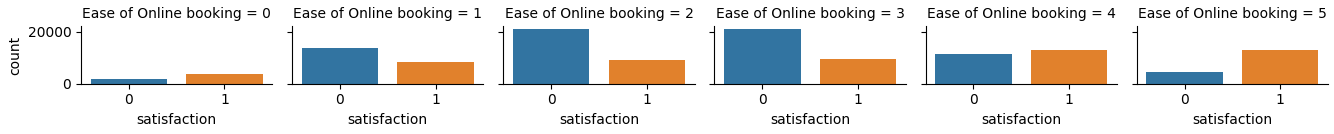 Ease of Online booking = 0 Ease of Online booking = 1 Ease of Online booking = 2 Ease of Online booking = 3 Ease of Online booking = 4 Ease of Online booking = 5
20000
count
0
0 1 0 1 0 1 0 1 0 1 0 1
satisfaction satisfaction satisfaction satisfaction satisfaction satisfaction